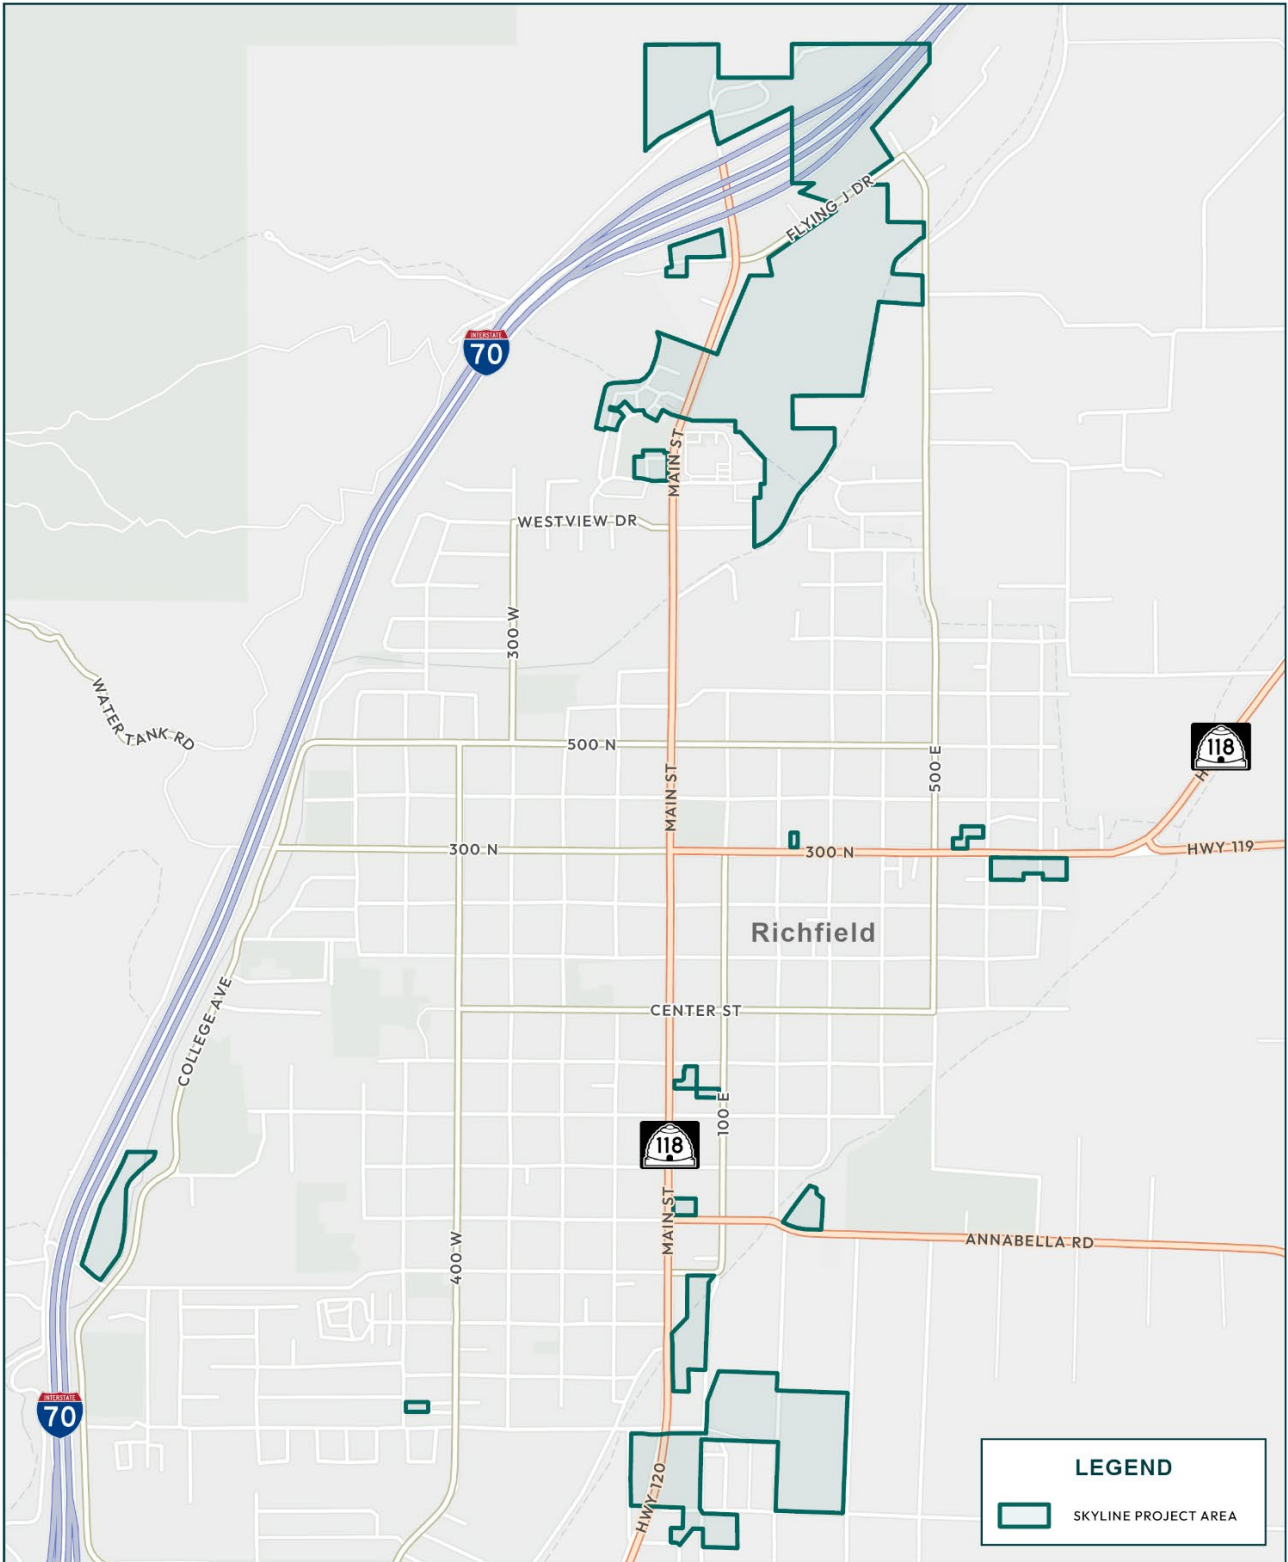 FLYING J DR
INTERSTATE
70
MAIN ST
WESTVIEW DR
300 W
WATER TANK RD
118
500 N
500 E
MAIN ST
300 N
300 N
HWY 119
Richfield
COLLEGE AVE
CENTER ST
100 E
118
MAIN ST
400 W
ANNABELLA RD
INTERSTATE
70
HWY 120
LEGEND
SKYLINE PROJECT AREA